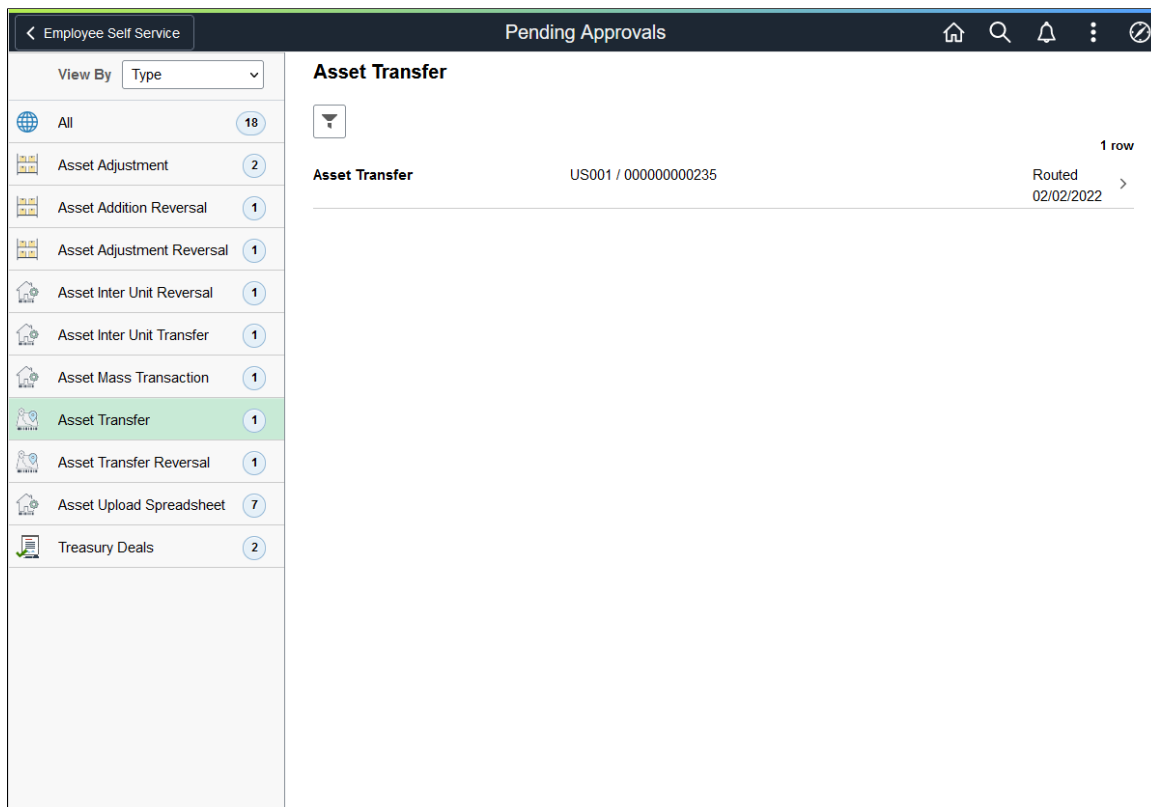 Employee Self Service
Pending Approvals
View By Type
All 18
Asset Adjustment 2
Asset Addition Reversal 1
Asset Adjustment Reversal 1
Asset Inter Unit Reversal 1
Asset Inter Unit Transfer 1
Asset Mass Transaction 1
Asset Transfer 1
Asset Transfer Reversal 1
Asset Upload Spreadsheet 7
Treasury Deals 2
Asset Transfer
1 row
Asset Transfer US001 / 000000000235 Routed
02/02/2022